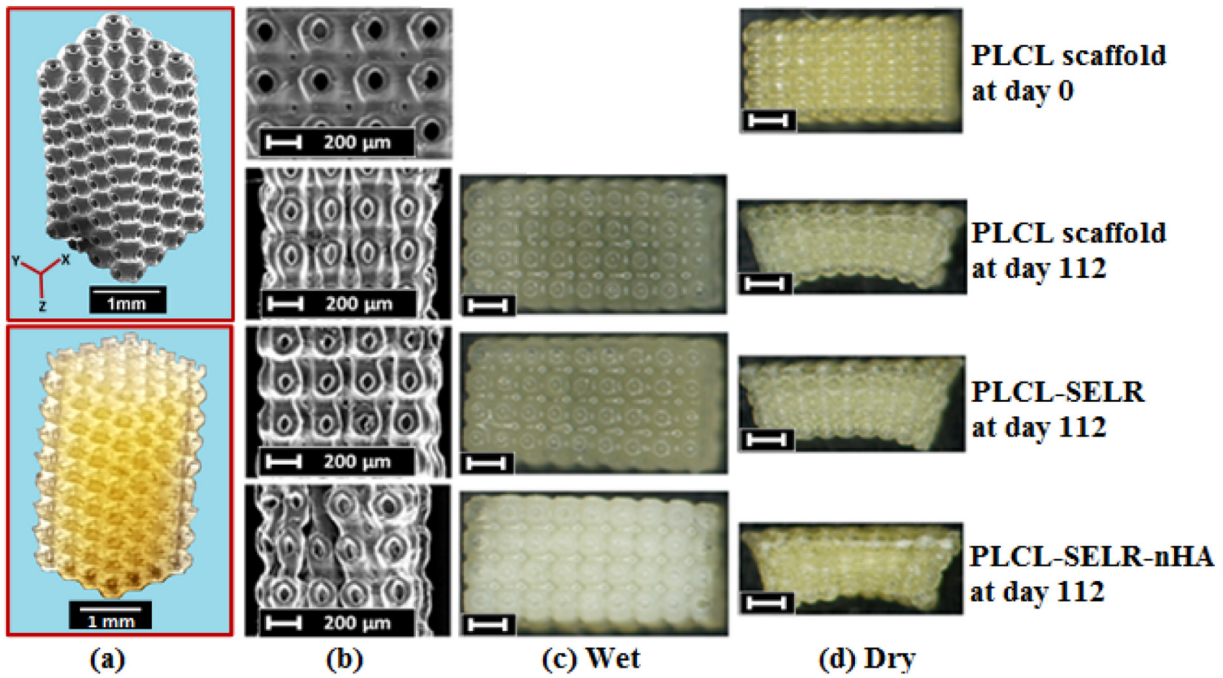 PLCL scaffold
at day 0
200 μm
Y X
Z
1mm
PLCL scaffold
at day 112
200 μm
PLCL-SELR
at day 112
200 μm
1 mm
PLCL-SELR-nHA
at day 112
200 μm
(a) (b) (c) Wet (d) Dry